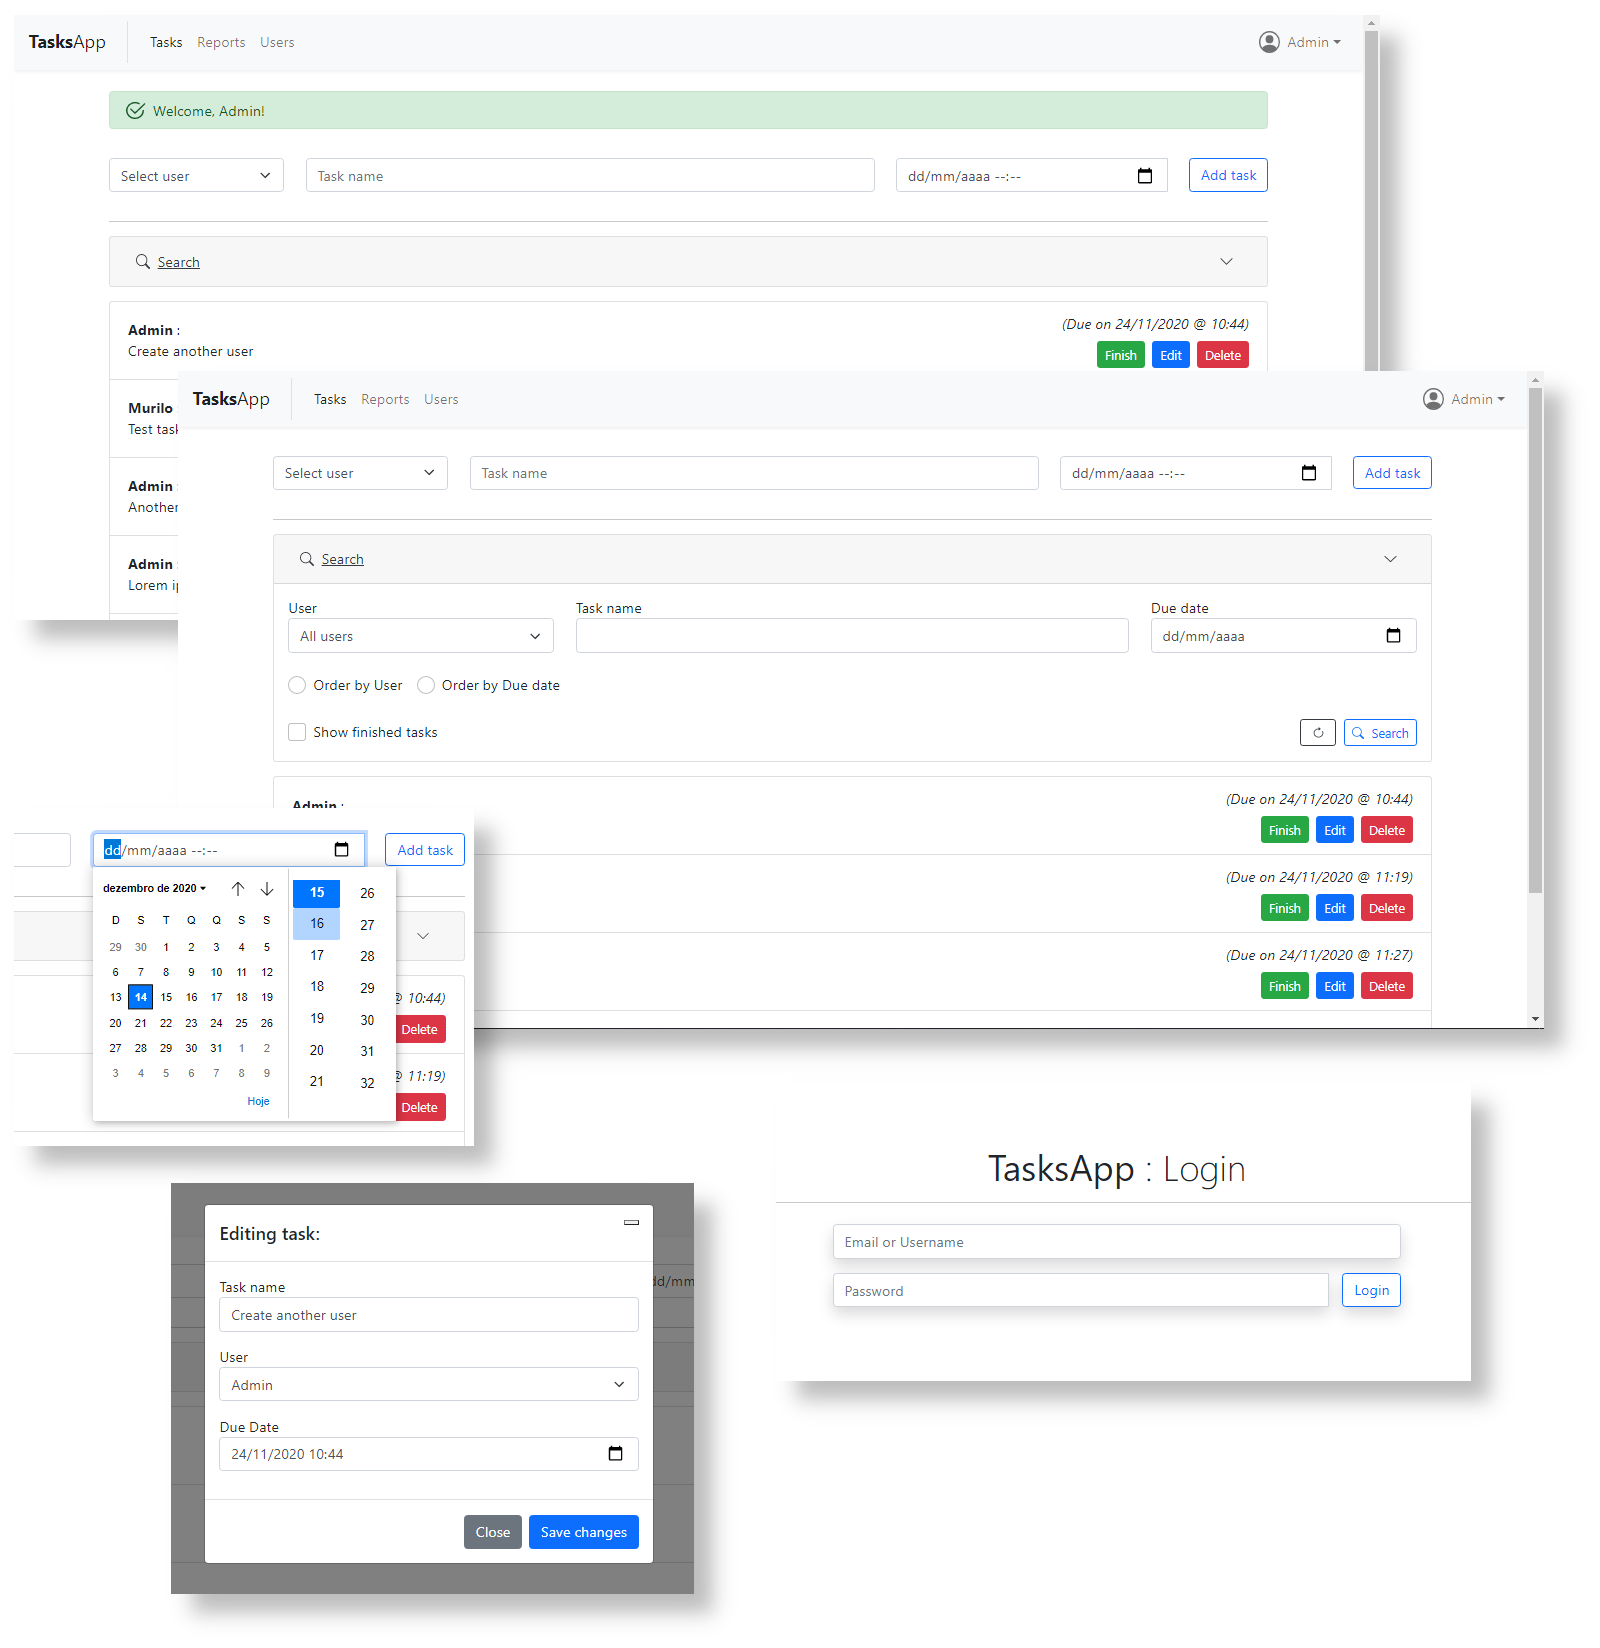 TasksApp Tasks Reports Users Admin
Welcome, Admin!
Select user Task name dd/mm/aaaa --:-- Add task
Search
Admin : (Due on 24/11/2020 @ 10:44)
Create another user Finish Edit Delete
Murilo
Test task
Admin :
Another
Admin
Lorem
TasksApp Tasks Reports Users Admin
Select user Task name dd/mm/aaaa --:-- Add task
Search
User Task name Due date
All users dd/mm/aaaa
Order by User Order by Due date
Show finished tasks Search
Admin : (Due on 24/11/2020 @ 10:44)
Finish Edit Delete
(Due on 24/11/2020 @ 11:19)
Finish Edit Delete
(Due on 24/11/2020 @ 11:27)
Finish Edit Delete
dd/mm/aaaa --:-- Add task
dezembro de 2020 15 26
D S T Q Q S S 16 27
29 30 1 2 3 4 5 17 28
6 7 8 9 10 11 12 18 29
13 14 15 16 17 18 19 19 30
20 21 22 23 24 25 26 20 31
27 28 29 30 31 1 2 21 32
3 4 5 6 7 8 9
Hoje
@ 10:44)
Delete
@ 11:19)
Delete
TasksApp : Login
Email or Username
Password Login
Editing task:
Task name dd/mm
Create another user
User
Admin
Due Date
24/11/2020 10:44
Close Save changes